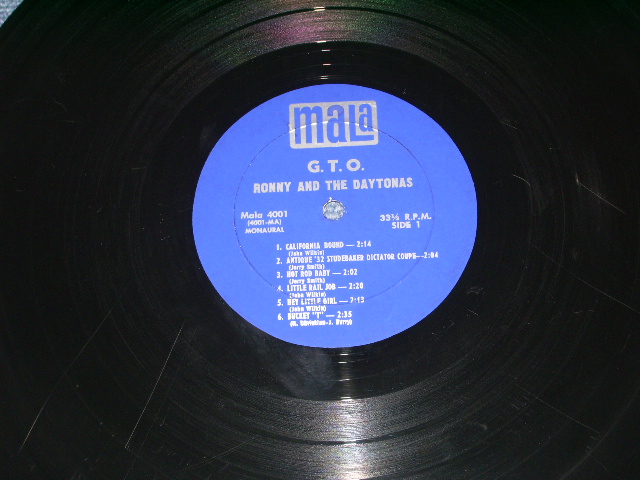 mala
G. T. O.
RONNY AND THE DAYTONAS
Mala 4001
(4001-MA)
MONAURAL
33⅓ R.P.M.
SIDE 1
1. CALIFORNIA BOUND — 2:14
(John Wilkin)
2. ANTIQUE '32 STUDEBAKER DICTATOR COUPE — 2:04
(Jerry Smith)
3. HOT ROD BABY — 2:02
(Jerry Smith)
4. LITTLE RAIL JOB — 2:20
(John Wilkin)
5. HEY LITTLE GIRL — 2:13
(John Wilkin)
6. BUCKET "T" — 2:35